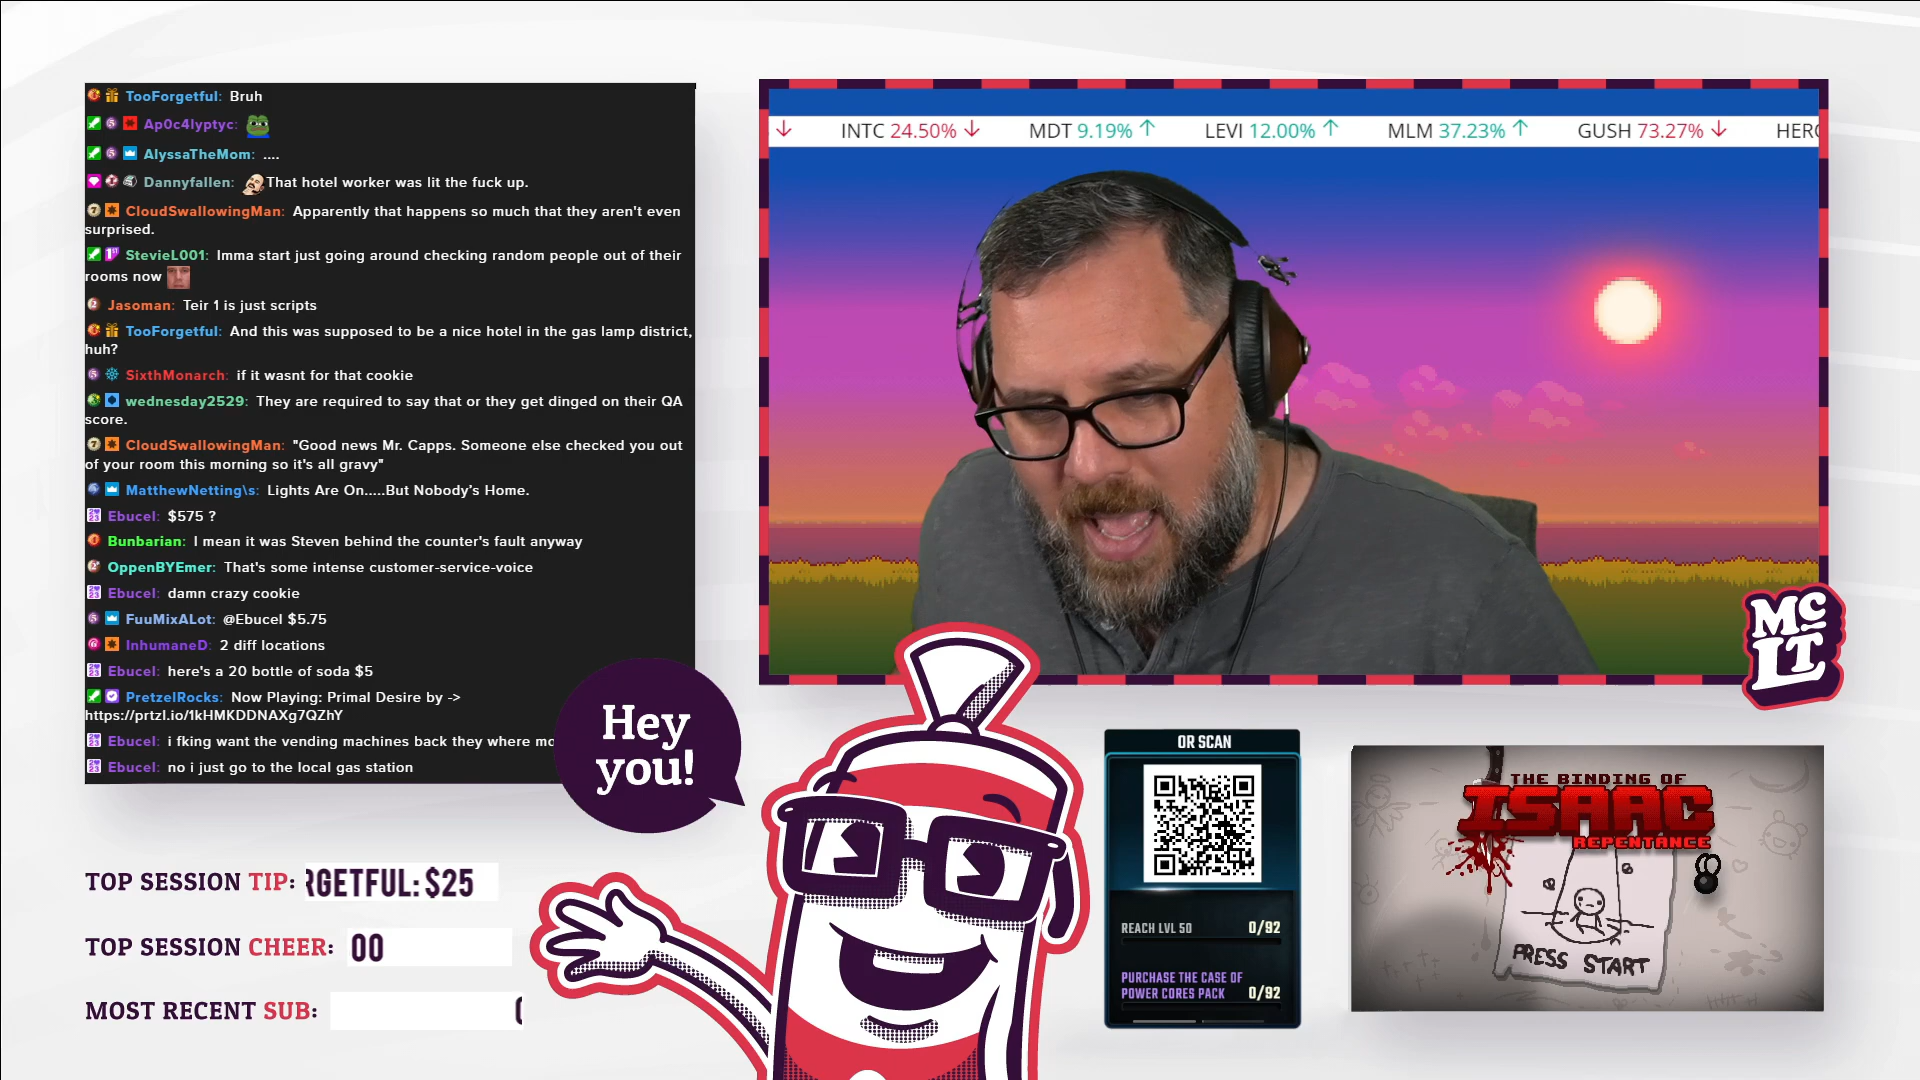 TooForgetful: Bruh
Ap0c4lyptyc:
AlyssaTheMom: ....
Dannyfallen: That hotel worker was lit the fuck up.
CloudSwallowingMan: Apparently that happens so much that they aren't even
surprised.
StevieL001: Imma start just going around checking random people out of their
rooms now
Jasoman: Teir 1 is just scripts
TooForgetful: And this was supposed to be a nice hotel in the gas lamp district,
huh?
SixthMonarch: if it wasnt for that cookie
wednesday2529: They are required to say that or they get dinged on their QA
score.
CloudSwallowingMan: "Good news Mr. Capps. Someone else checked you out
of your room this morning so it's all gravy"
MatthewNetting\s: Lights Are On.....But Nobody's Home.
Ebucel: $575 ?
Bunbarian: I mean it was Steven behind the counter's fault anyway
OppenBYEmer: That's some intense customer-service-voice
Ebucel: damn crazy cookie
FuuMixALot: @Ebucel $5.75
InhumaneD: 2 diff locations
Ebucel: here's a 20 bottle of soda $5
PretzelRocks: Now Playing: Primal Desire by ->
https://prtzl.io/1kHMKDDNAXg7QZhY
Ebucel: i fking want the vending machines back they where mo
Ebucel: no i just go to the local gas station
INTC 24.50% ↓ MDT 9.19% ↑ LEVI 12.00% ↑ MLM 37.23% ↑ GUSH 73.27% ↓ HERO
McLT
Hey
you!
OR SCAN
REACH LVL 50 0/92
PURCHASE THE CASE OF
POWER CORES PACK 0/92
THE BINDING OF
ISAAC
REPENTANCE
PRESS START
TOP SESSION TIP: RGETFUL: $25
TOP SESSION CHEER: 00
MOST RECENT SUB: